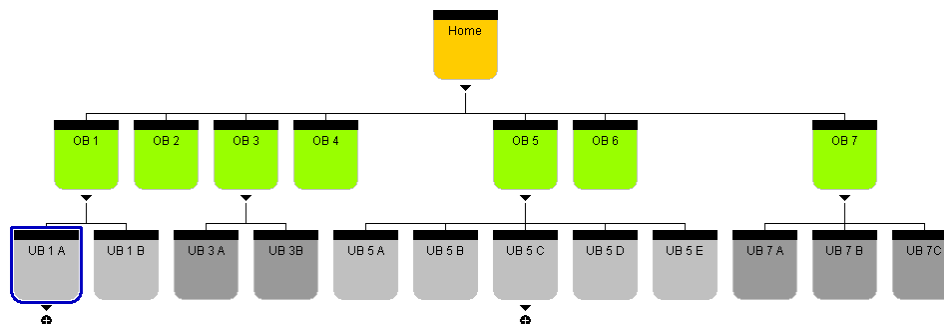 Home
OB 1
OB 2
OB 3
OB 4
OB 5
OB 6
OB 7
UB 1 A
UB 1 B
UB 3 A
UB 3B
UB 5 A
UB 5 B
UB 5 C
UB 5 D
UB 5 E
UB 7 A
UB 7 B
UB 7C